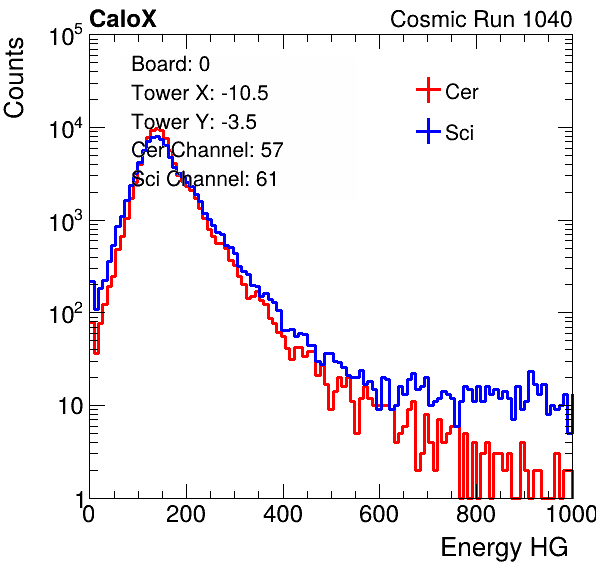 CaloX Cosmic Run 1040
Counts
10^5
10^4
10^3
10^2
10
1
Board: 0
Tower X: -10.5
Tower Y: -3.5
Cer Channel: 57
Sci Channel: 61
Cer
Sci
0 200 400 600 800 1000
Energy HG